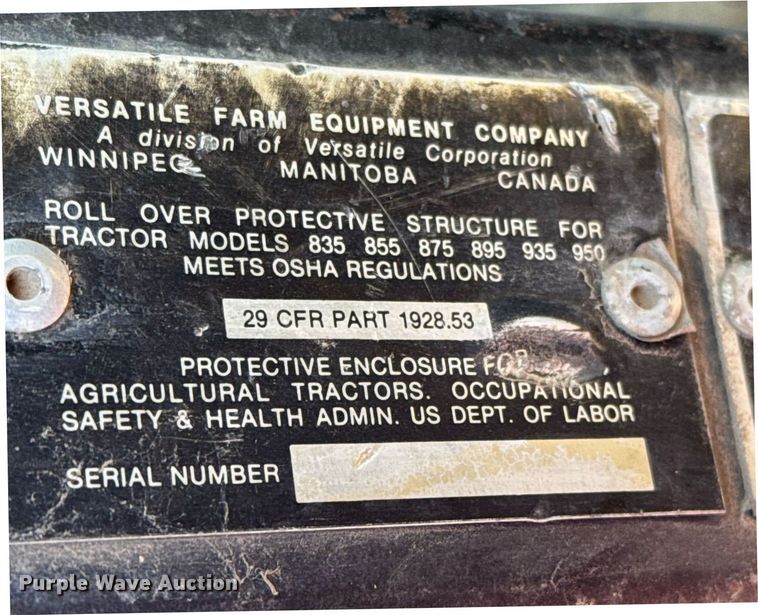 VERSATILE FARM EQUIPMENT COMPANY
A division of Versatile Corporation
WINNIPEG MANITOBA CANADA
ROLL OVER PROTECTIVE STRUCTURE FOR
TRACTOR MODELS 835 855 875 895 935 950
MEETS OSHA REGULATIONS
29 CFR PART 1928.53
PROTECTIVE ENCLOSURE FOR
AGRICULTURAL TRACTORS. OCCUPATIONAL
SAFETY & HEALTH ADMIN. US DEPT. OF LABOR
SERIAL NUMBER
Purple Wave Auction